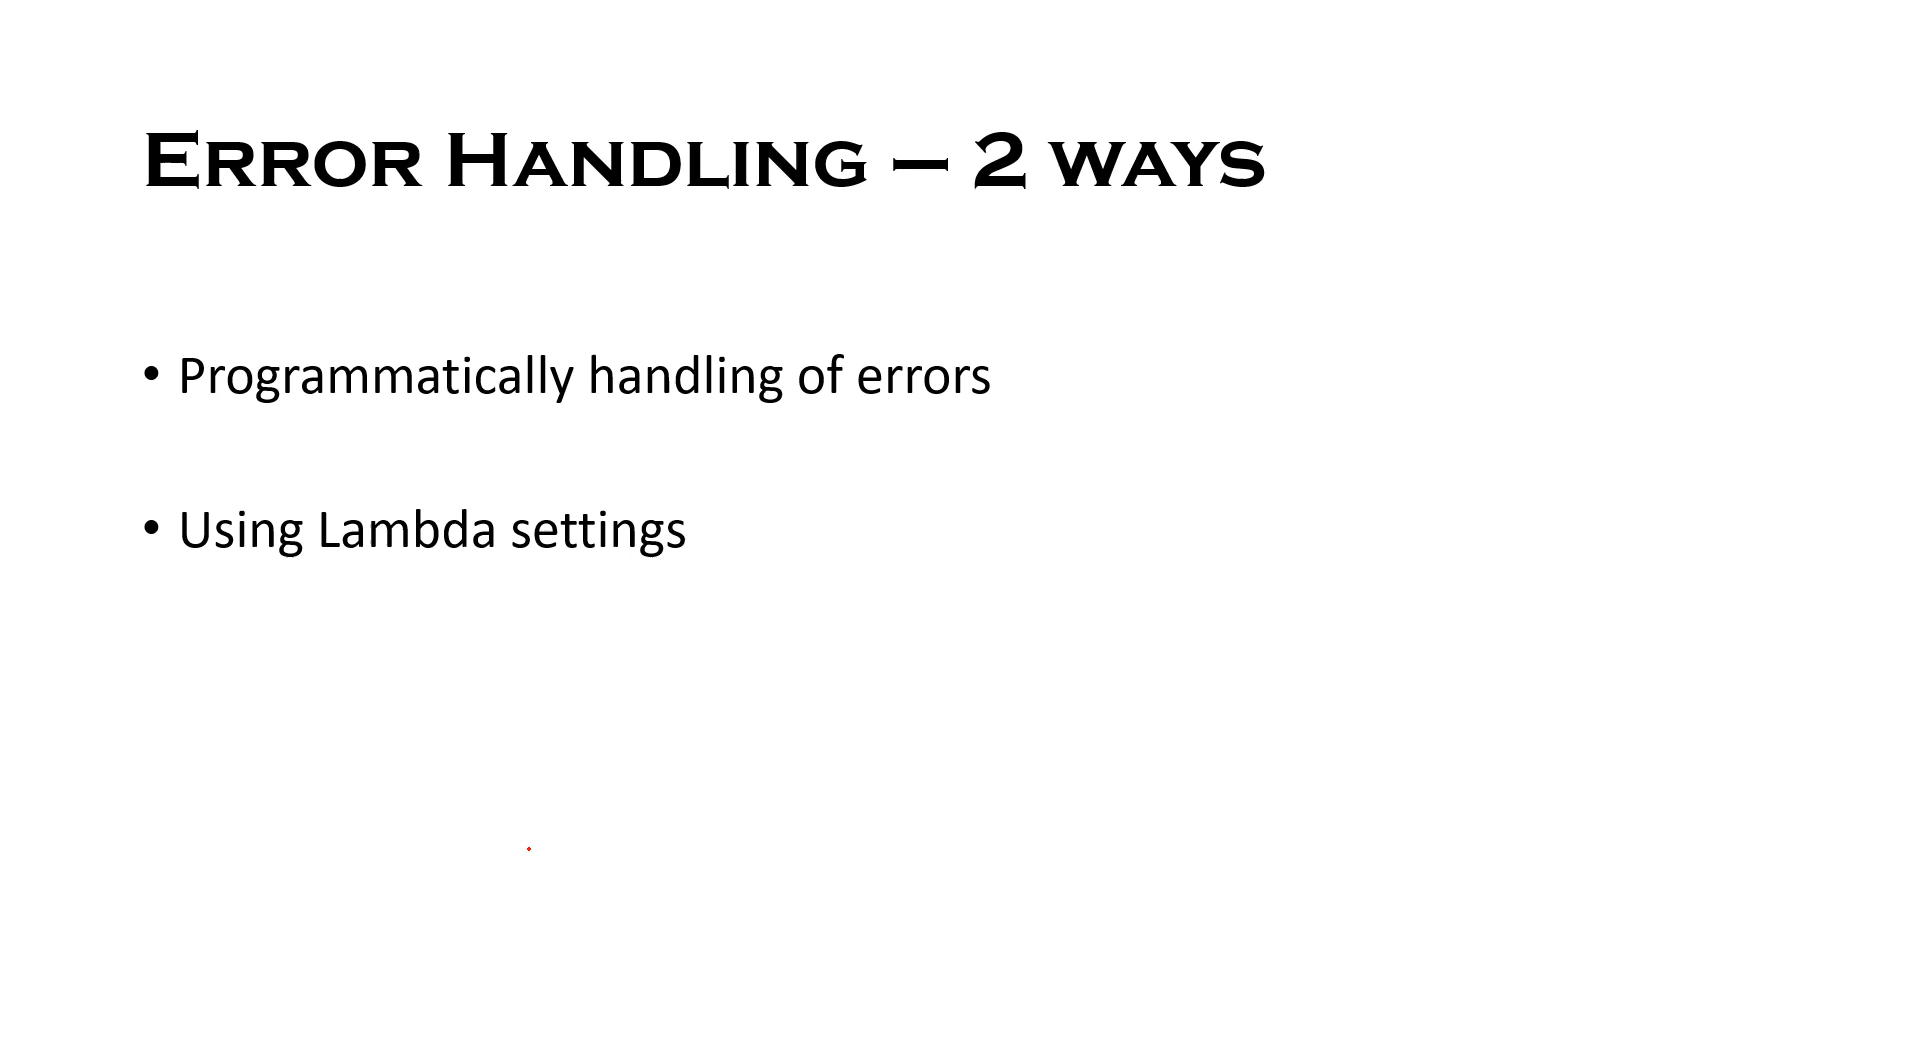 Error Handling – 2 ways
• Programmatically handling of errors
• Using Lambda settings